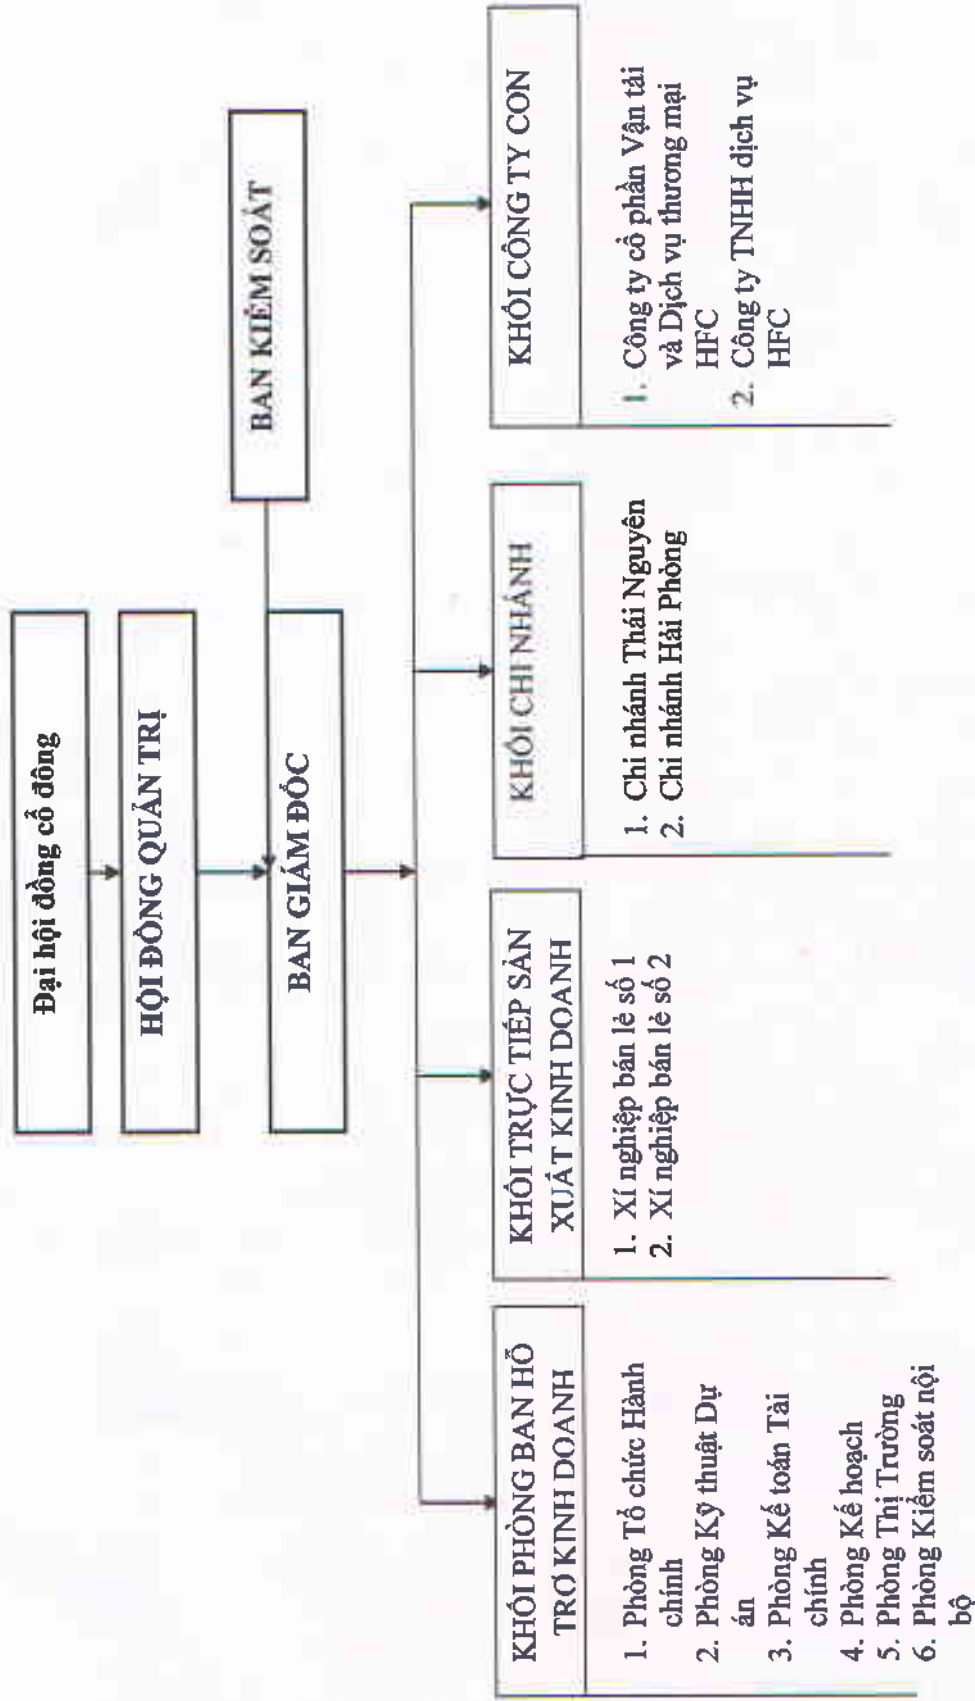 Đại hội đồng cổ đông
HỘI ĐỒNG QUẢN TRỊ
BAN KIỂM SOÁT
BAN GIÁM ĐỐC
KHỐI PHÒNG BAN HỖ
TRỢ KINH DOANH
1. Phòng Tổ chức Hành
chính
2. Phòng Kỹ thuật Dự
án
3. Phòng Kế toán Tài
chính
4. Phòng Kế hoạch
5. Phòng Thị Trường
6. Phòng Kiểm soát nội
bộ
KHỐI TRỰC TIẾP SẢN
XUẤT KINH DOANH
1. Xí nghiệp bán lẻ số 1
2. Xí nghiệp bán lẻ số 2
KHỐI CHI NHÁNH
1. Chi nhánh Thái Nguyên
2. Chi nhánh Hải Phòng
KHỐI CÔNG TY CON
1. Công ty cổ phần Vận tải
và Dịch vụ thương mại
HFC
2. Công ty TNHH dịch vụ
HFC